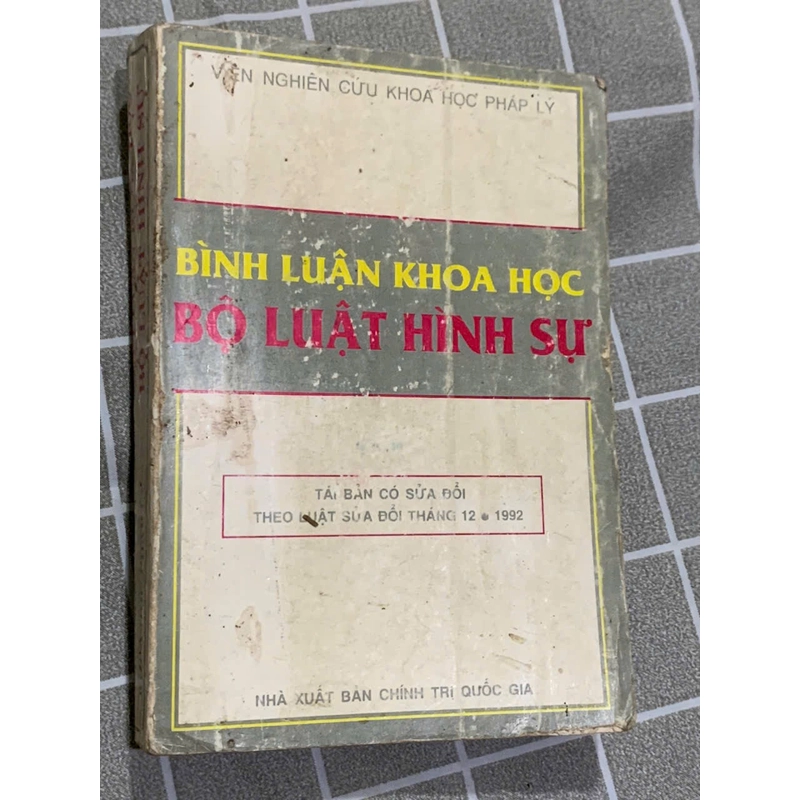 VIỆN NGHIÊN CỨU KHOA HỌC PHÁP LÝ
BÌNH LUẬN KHOA HỌC
BỘ LUẬT HÌNH SỰ
TÁI BẢN CÓ SỬA ĐỔI
THEO LUẬT SỬA ĐỔI THÁNG 12 • 1992
NHÀ XUẤT BẢN CHÍNH TRỊ QUỐC GIA